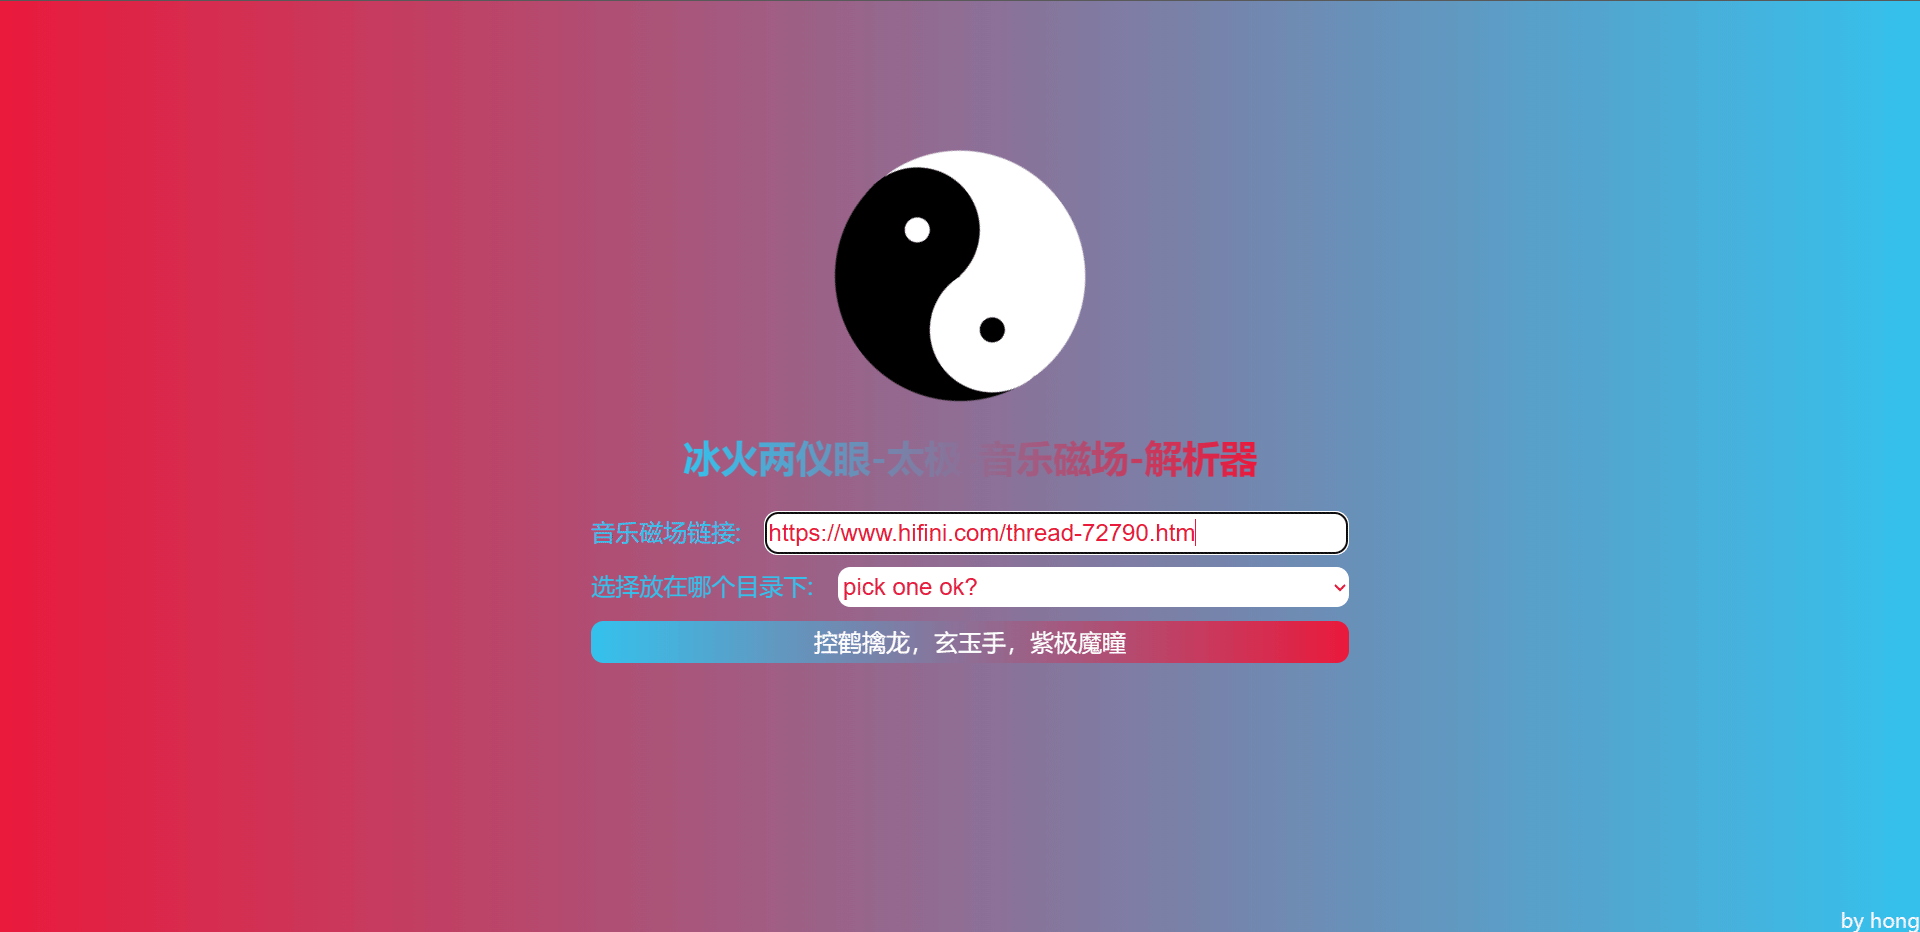 冰火两仪眼-太极-音乐磁场-解析器
音乐磁场链接: https://www.hifini.com/thread-72790.htm
选择放在哪个目录下: pick one ok?
控鹤擒龙，玄玉手，紫极魔瞳
by hong